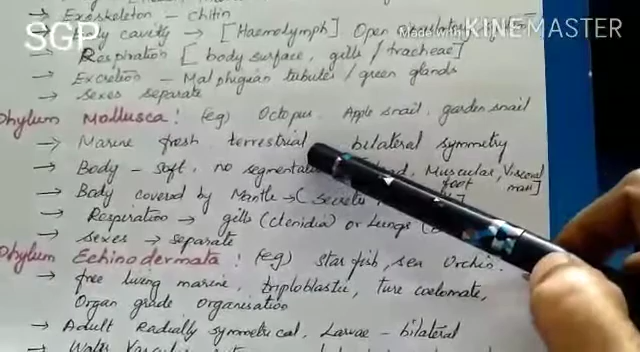 SGP
Made with KINEMASTER
→ Exoskeleton - chitin
Body cavity → [Haemolymph] Open circulatory
→ Respiration [body surface, gills / tracheae]
→ Excretion - Malphigian tubules / green glands
→ Sexes separate
Phylum Mollusca : (eg) Octopus Apple snail, garden snail
→ Marine fresh terrestrial bilateral symmetry
→ Body - soft, no Muscular, Visceral
foot mass]
→ Body covered by Mantle → (
→ Respiration → gills (ctenidia) or Lungs (
→ Sexes → separate
Phylum Echinodermata : (eg) star fish, sea Urchin.
→ free living marine, triploblastic, ture coelomate,
Organ grade organisation
→ Adult Radially symmetrical, Larvae - bilateral
→ Water Vascular